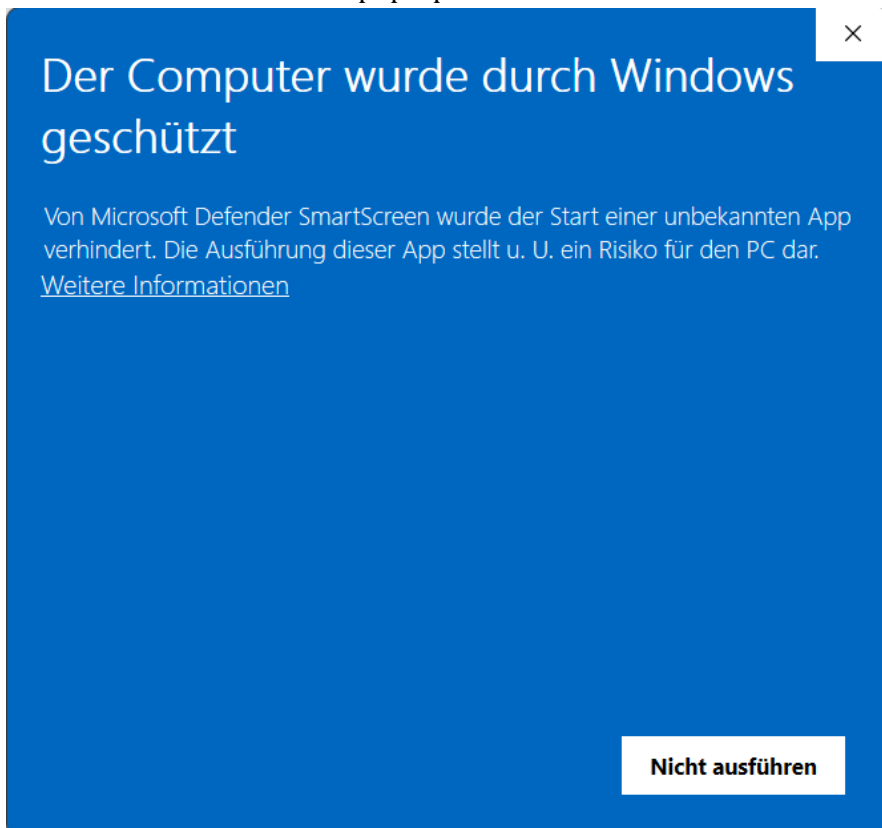 Der Computer wurde durch Windows
geschützt
Von Microsoft Defender SmartScreen wurde der Start einer unbekannten App
verhindert. Die Ausführung dieser App stellt u. U. ein Risiko für den PC dar.
Weitere Informationen
Nicht ausführen